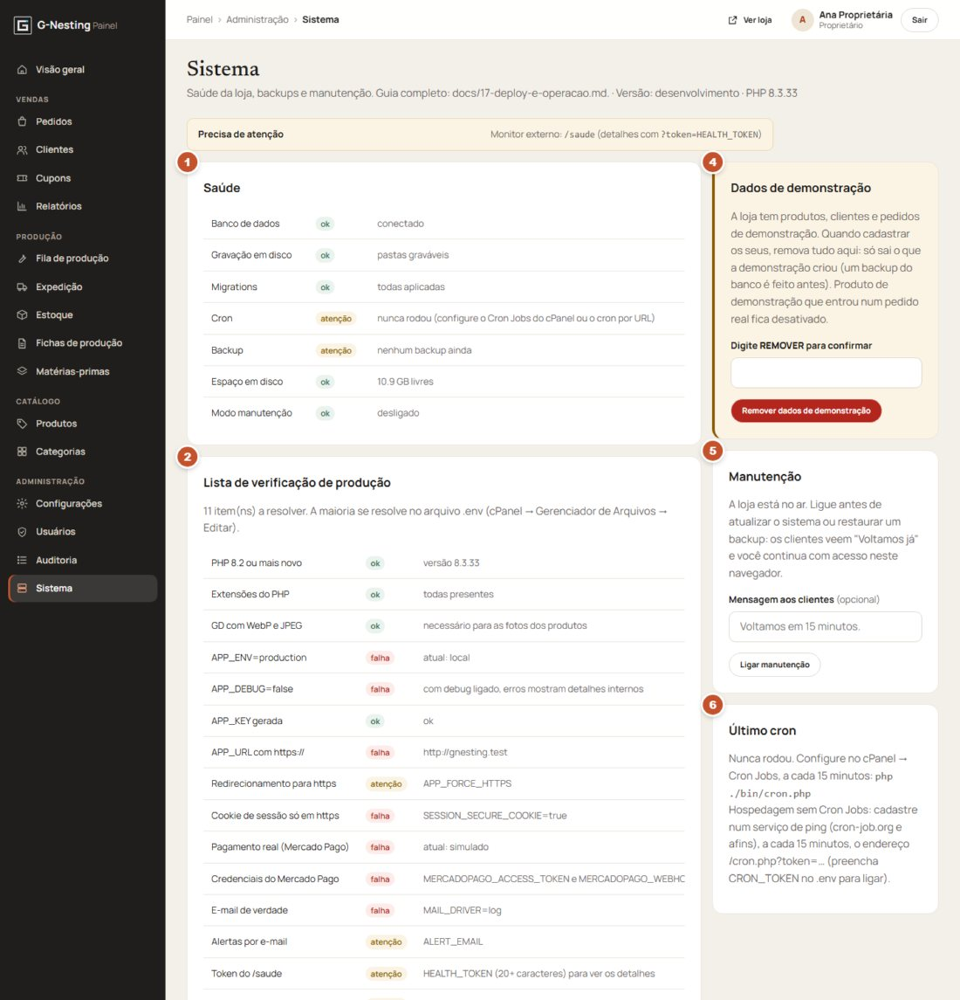 G-Nesting Painel
Visão geral
VENDAS
Pedidos
Clientes
Cupons
Relatórios
PRODUÇÃO
Fila de produção
Expedição
Estoque
Fichas de produção
Matérias-primas
CATÁLOGO
Produtos
Categorias
ADMINISTRAÇÃO
Configurações
Usuários
Auditoria
Sistema
Painel › Administração › Sistema
Ver loja
A
Ana Proprietária
Proprietário
Sair
Sistema
Saúde da loja, backups e manutenção. Guia completo: docs/17-deploy-e-operacao.md. · Versão: desenvolvimento · PHP 8.3.33
Precisa de atenção
Monitor externo: /saude (detalhes com ?token=HEALTH_TOKEN)
1
Saúde
Banco de dados ok conectado
Gravação em disco ok pastas graváveis
Migrations ok todas aplicadas
Cron atenção nunca rodou (configure o Cron Jobs do cPanel ou o cron por URL)
Backup atenção nenhum backup ainda
Espaço em disco ok 10.9 GB livres
Modo manutenção ok desligado
2
Lista de verificação de produção
11 item(ns) a resolver. A maioria se resolve no arquivo .env (cPanel → Gerenciador de Arquivos →
Editar).
PHP 8.2 ou mais novo ok versão 8.3.33
Extensões do PHP ok todas presentes
GD com WebP e JPEG ok necessário para as fotos dos produtos
APP_ENV=production falha atual: local
APP_DEBUG=false falha com debug ligado, erros mostram detalhes internos
APP_KEY gerada ok ok
APP_URL com https:// falha http://gnesting.test
Redirecionamento para https atenção APP_FORCE_HTTPS
Cookie de sessão só em https falha SESSION_SECURE_COOKIE=true
Pagamento real (Mercado Pago) falha atual: simulado
Credenciais do Mercado Pago falha MERCADOPAGO_ACCESS_TOKEN e MERCADOPAGO_WEBHO
E-mail de verdade falha MAIL_DRIVER=log
Alertas por e-mail atenção ALERT_EMAIL
Token do /saude atenção HEALTH_TOKEN (20+ caracteres) para ver os detalhes
4
Dados de demonstração
A loja tem produtos, clientes e pedidos
de demonstração. Quando cadastrar
os seus, remova tudo aqui: só sai o que
a demonstração criou (um backup do
banco é feito antes). Produto de
demonstração que entrou num pedido
real fica desativado.
Digite REMOVER para confirmar
Remover dados de demonstração
5
Manutenção
A loja está no ar. Ligue antes de
atualizar o sistema ou restaurar um
backup: os clientes veem "Voltamos já"
e você continua com acesso neste
navegador.
Mensagem aos clientes (opcional)
Voltamos em 15 minutos.
Ligar manutenção
6
Último cron
Nunca rodou. Configure no cPanel →
Cron Jobs, a cada 15 minutos: php
./bin/cron.php
Hospedagem sem Cron Jobs: cadastre
num serviço de ping (cron-job.org e
afins), a cada 15 minutos, o endereço
/cron.php?token=… (preencha
CRON_TOKEN no .env para ligar).